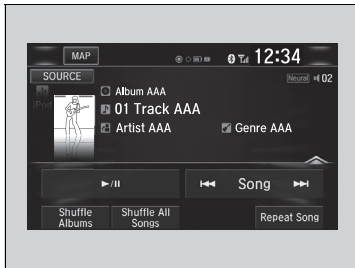 MAP
12:34
SOURCE
Neural 02
iPod
Album AAA
01 Track AAA
Artist AAA
Genre AAA
Song
Shuffle Albums
Shuffle All Songs
Repeat Song